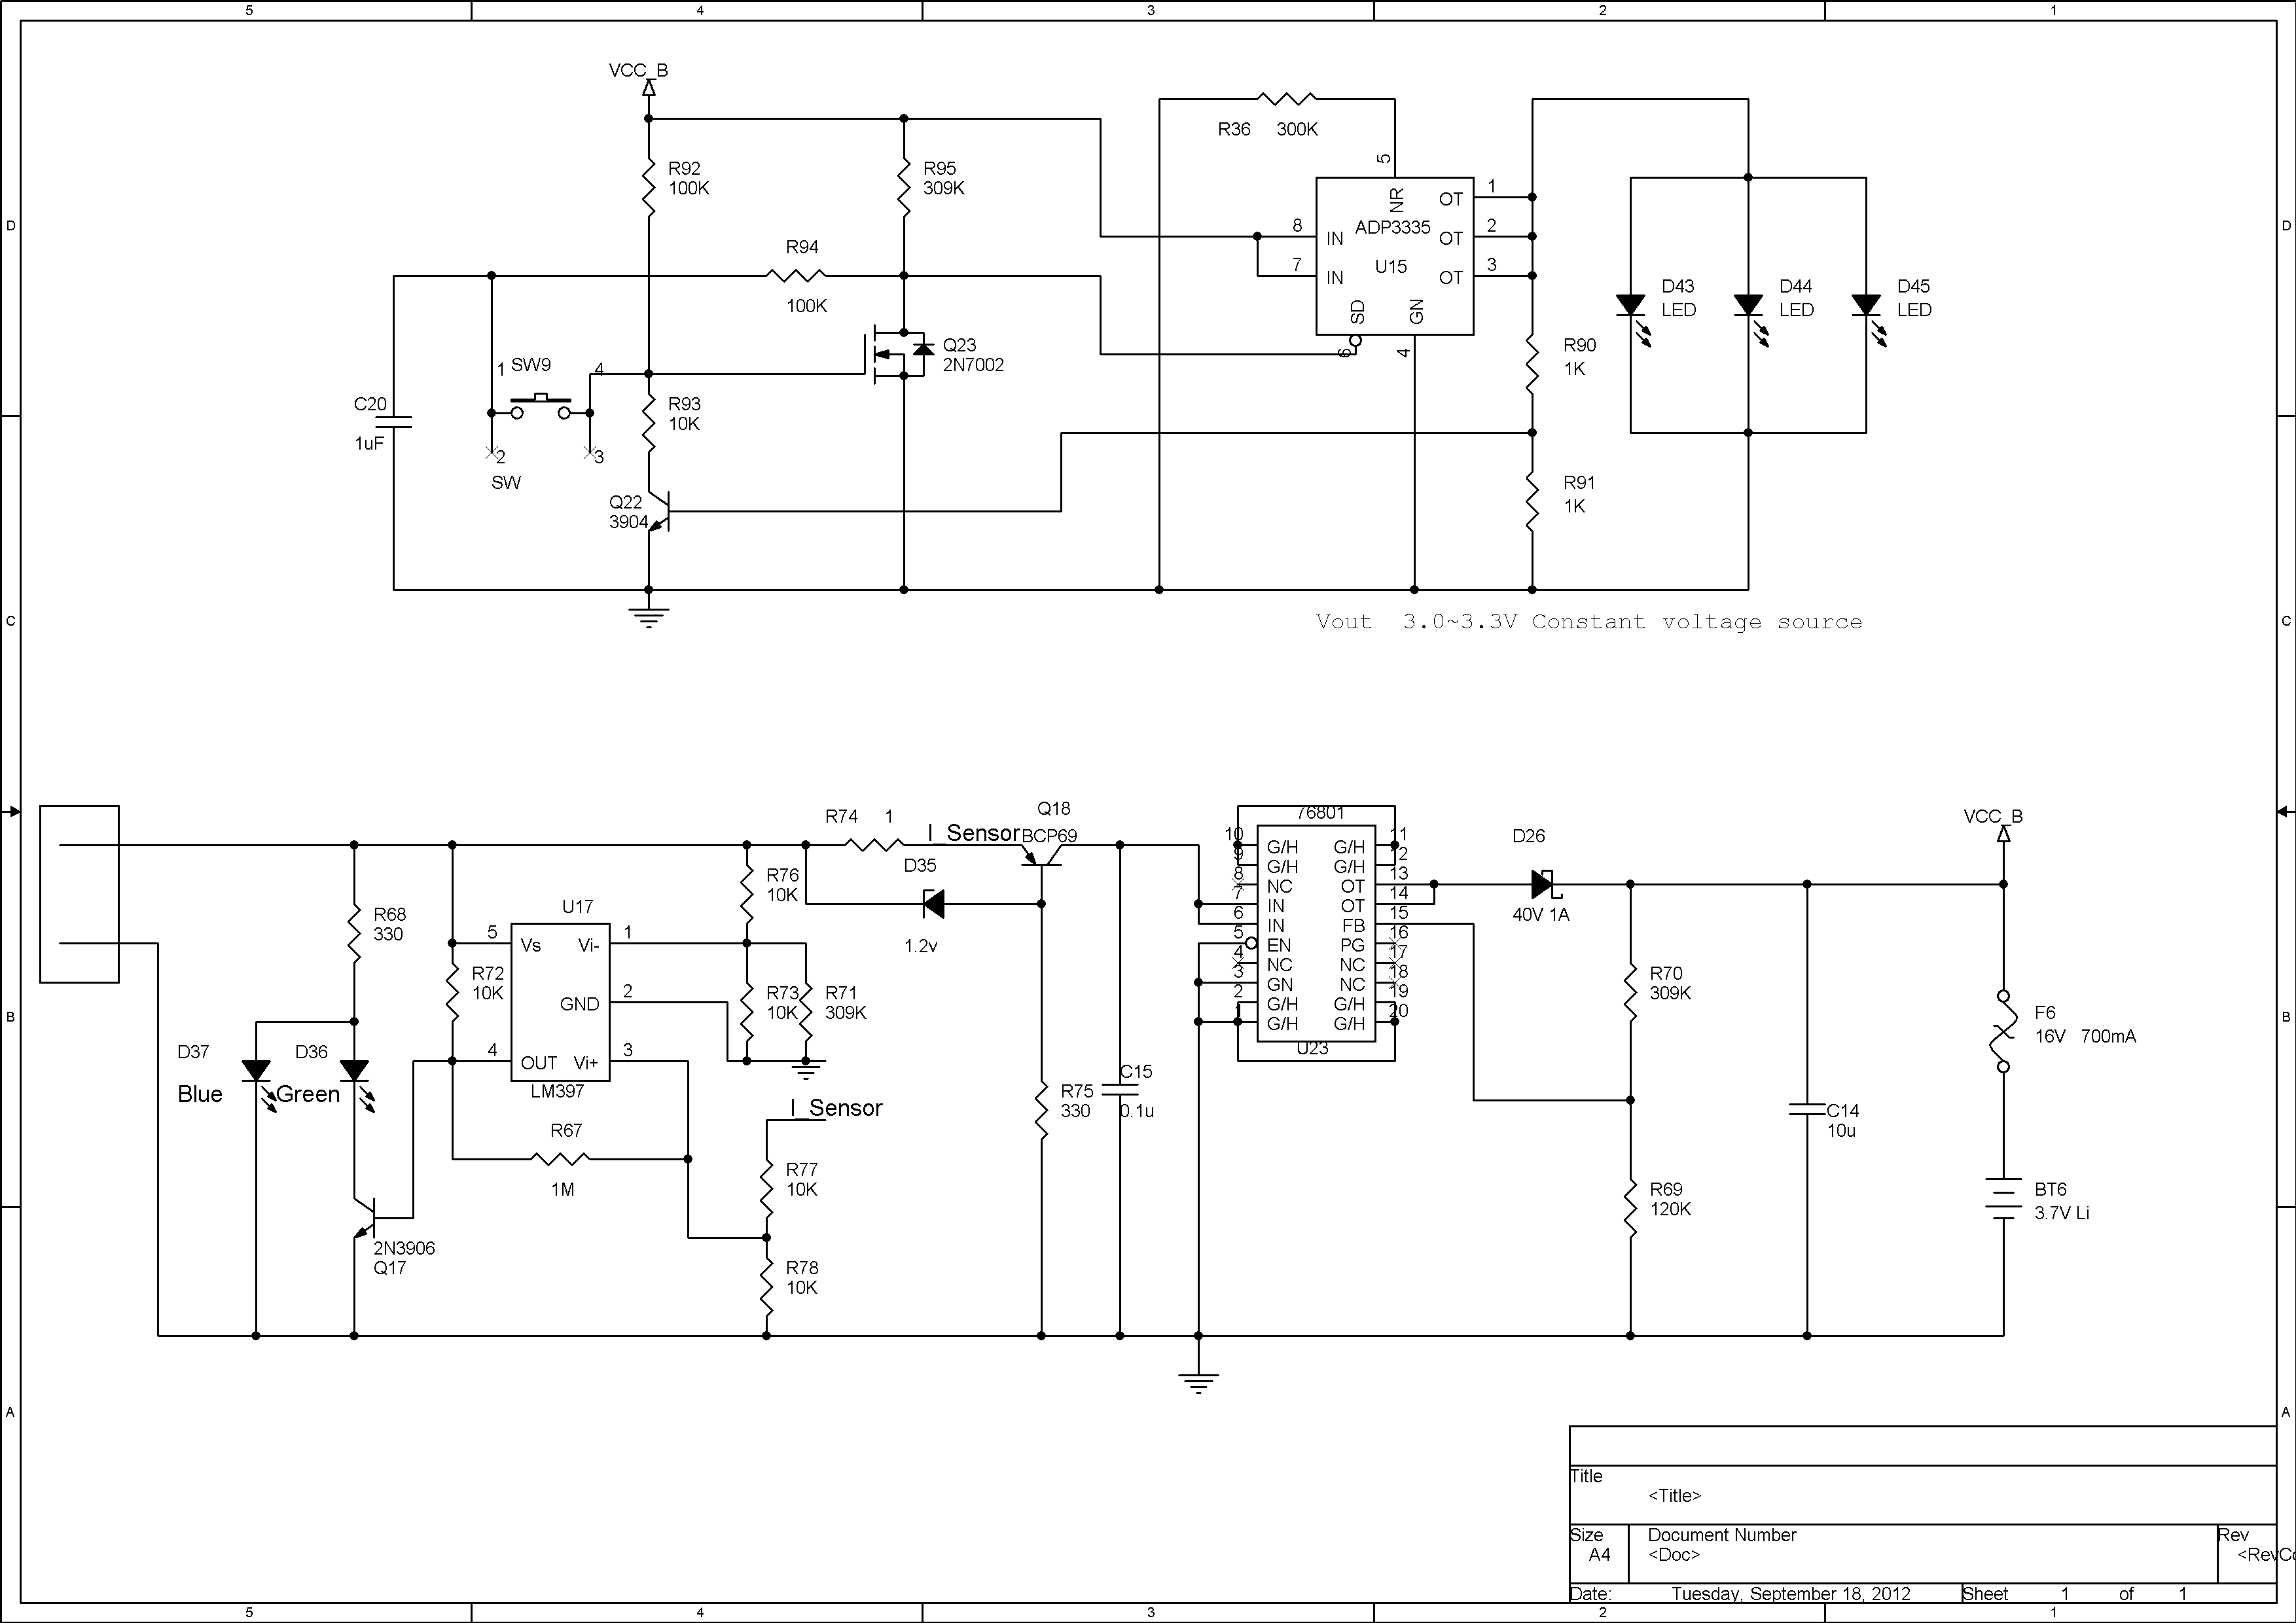 5 4 3 2 1
D
D
C
C
B
B
A
A
VCC_B
R92
100K
R95
309K
R94
100K
R36 300K
5
NR
ADP3335
U15
8 IN
7 IN
OT 1
OT 2
OT 3
SD
GN
6
4
D43
LED
D44
LED
D45
LED
R90
1K
R91
1K
Q23
2N7002
1 SW9 4
2
3
SW
C20
1uF
R93
10K
Q22
3904
Vout 3.0~3.3V Constant voltage source
R74 1
I_Sensor
Q18
BCP69
D35
1.2v
R76
10K
R68
330
U17
5 Vs
Vi- 1
GND 2
4 OUT
Vi+ 3
LM397
R72
10K
R73
10K
R71
309K
D37
Blue
D36
Green
R67
1M
I_Sensor
R77
10K
R78
10K
2N3906
Q17
R75
330
C15
0.1u
76801
10 G/H G/H 11
9 G/H G/H 12
8 NC OT 13
7 IN OT 14
6 IN FB 15
5 EN PG 16
4 NC NC 17
3 GN NC 18
2 G/H G/H 19
1 G/H G/H 20
U23
D26
40V 1A
VCC_B
R70
309K
R69
120K
C14
10u
F6
16V 700mA
BT6
3.7V Li
Title
<Title>
Size
A4
Document Number
<Doc>
Rev
<RevCo
Date: Tuesday, September 18, 2012 Sheet 1 of 1
5 4 3 2 1